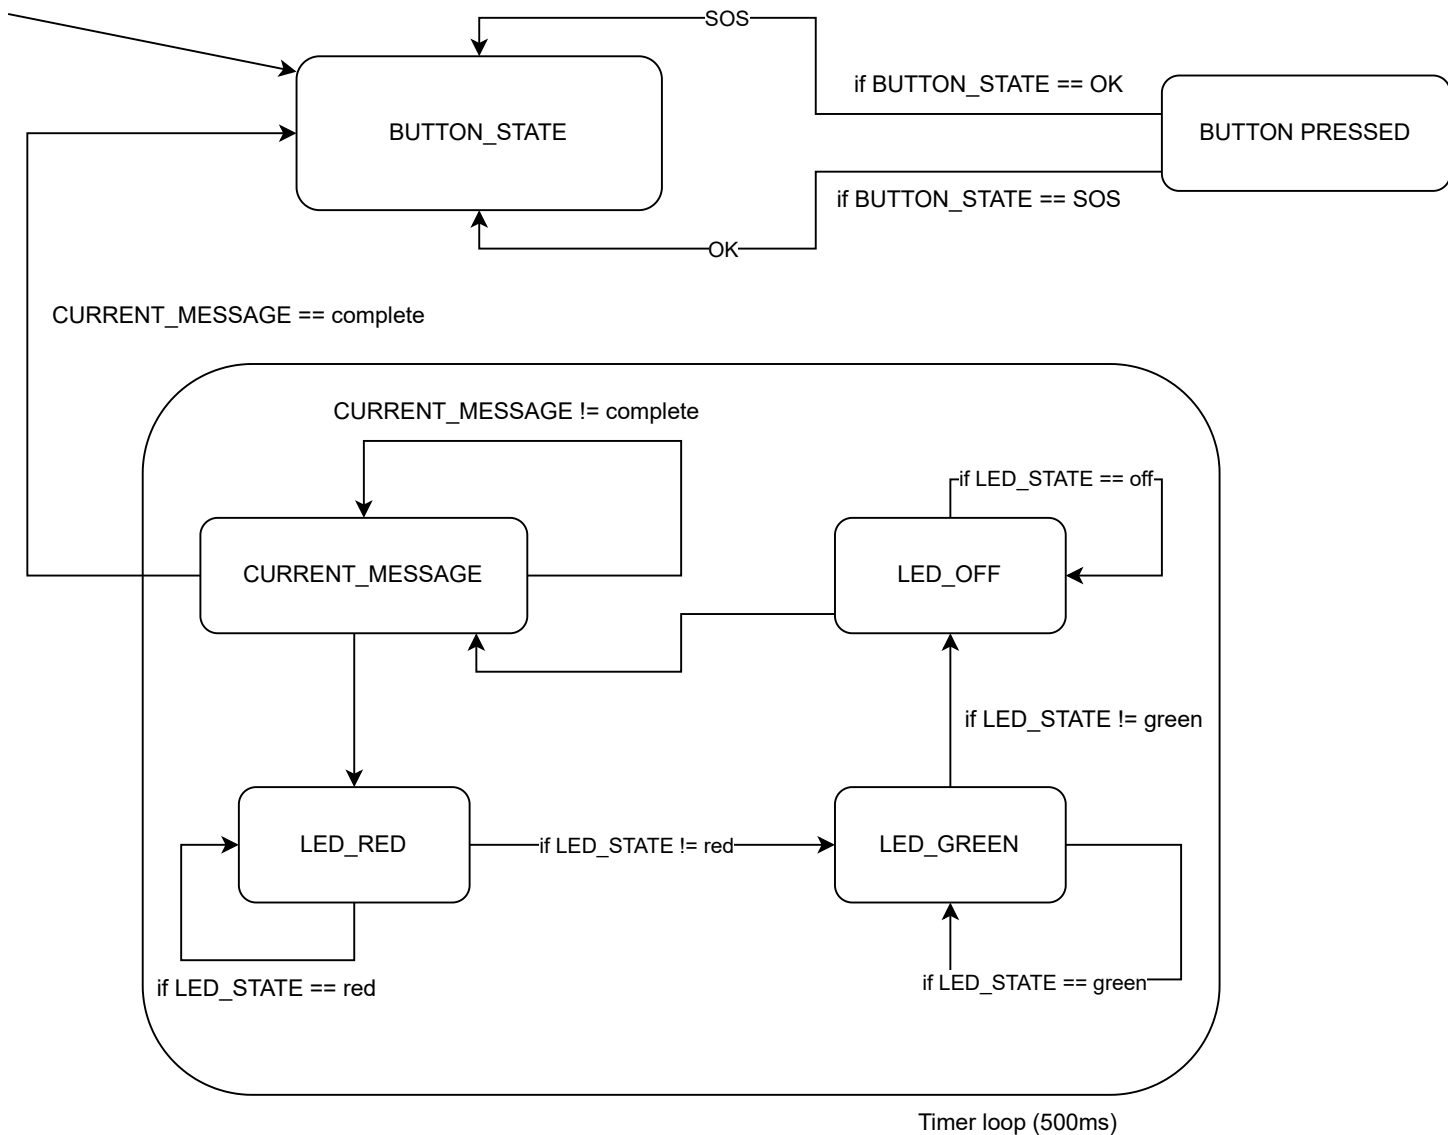 SOS
if BUTTON_STATE == OK
BUTTON_STATE
BUTTON PRESSED
if BUTTON_STATE == SOS
OK
CURRENT_MESSAGE == complete
CURRENT_MESSAGE != complete
if LED_STATE == off
CURRENT_MESSAGE
LED_OFF
if LED_STATE != green
LED_RED
if LED_STATE != red
LED_GREEN
if LED_STATE == red
if LED_STATE == green
Timer loop (500ms)